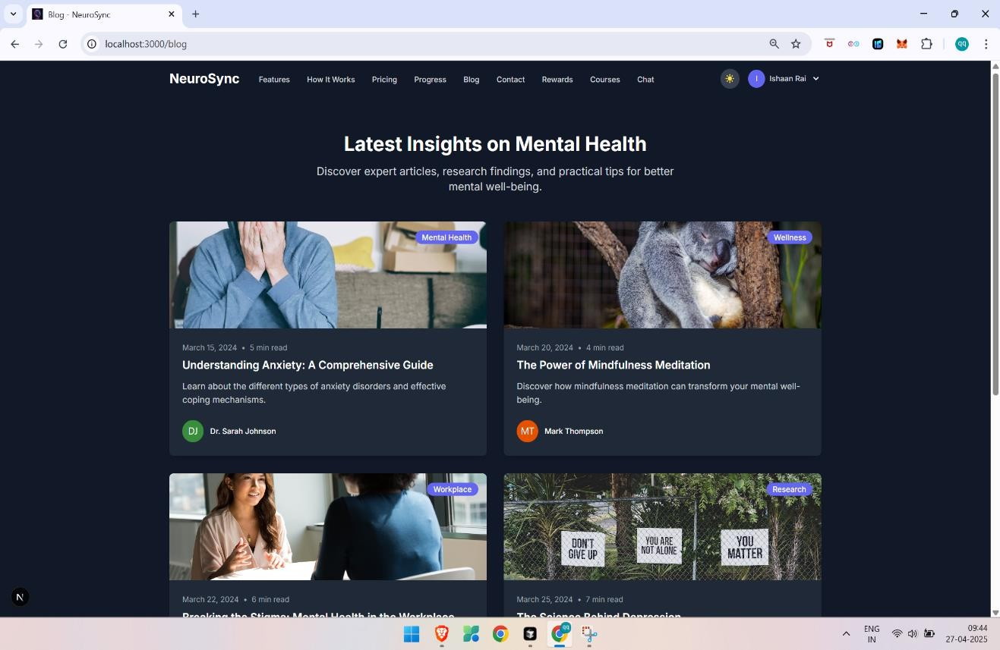 Blog - NeuroSync
localhost:3000/blog
qq
NeuroSync
Features
How It Works
Pricing
Progress
Blog
Contact
Rewards
Courses
Chat
I
Ishaan Rai
Latest Insights on Mental Health
Discover expert articles, research findings, and practical tips for better
mental well-being.
Mental Health
March 15, 2024 • 5 min read
Understanding Anxiety: A Comprehensive Guide
Learn about the different types of anxiety disorders and effective
coping mechanisms.
DJ
Dr. Sarah Johnson
Wellness
March 20, 2024 • 4 min read
The Power of Mindfulness Meditation
Discover how mindfulness meditation can transform your mental well-
being.
MT
Mark Thompson
Workplace
March 22, 2024 • 6 min read
Breaking the Stigma: Mental Health in the Workplace
Research
DON'T
GIVE UP
YOU ARE
NOT ALONE
YOU
MATTER
March 25, 2024 • 7 min read
The Science Behind Depression
N
qq
ENG
IN
09:44
27-04-2025